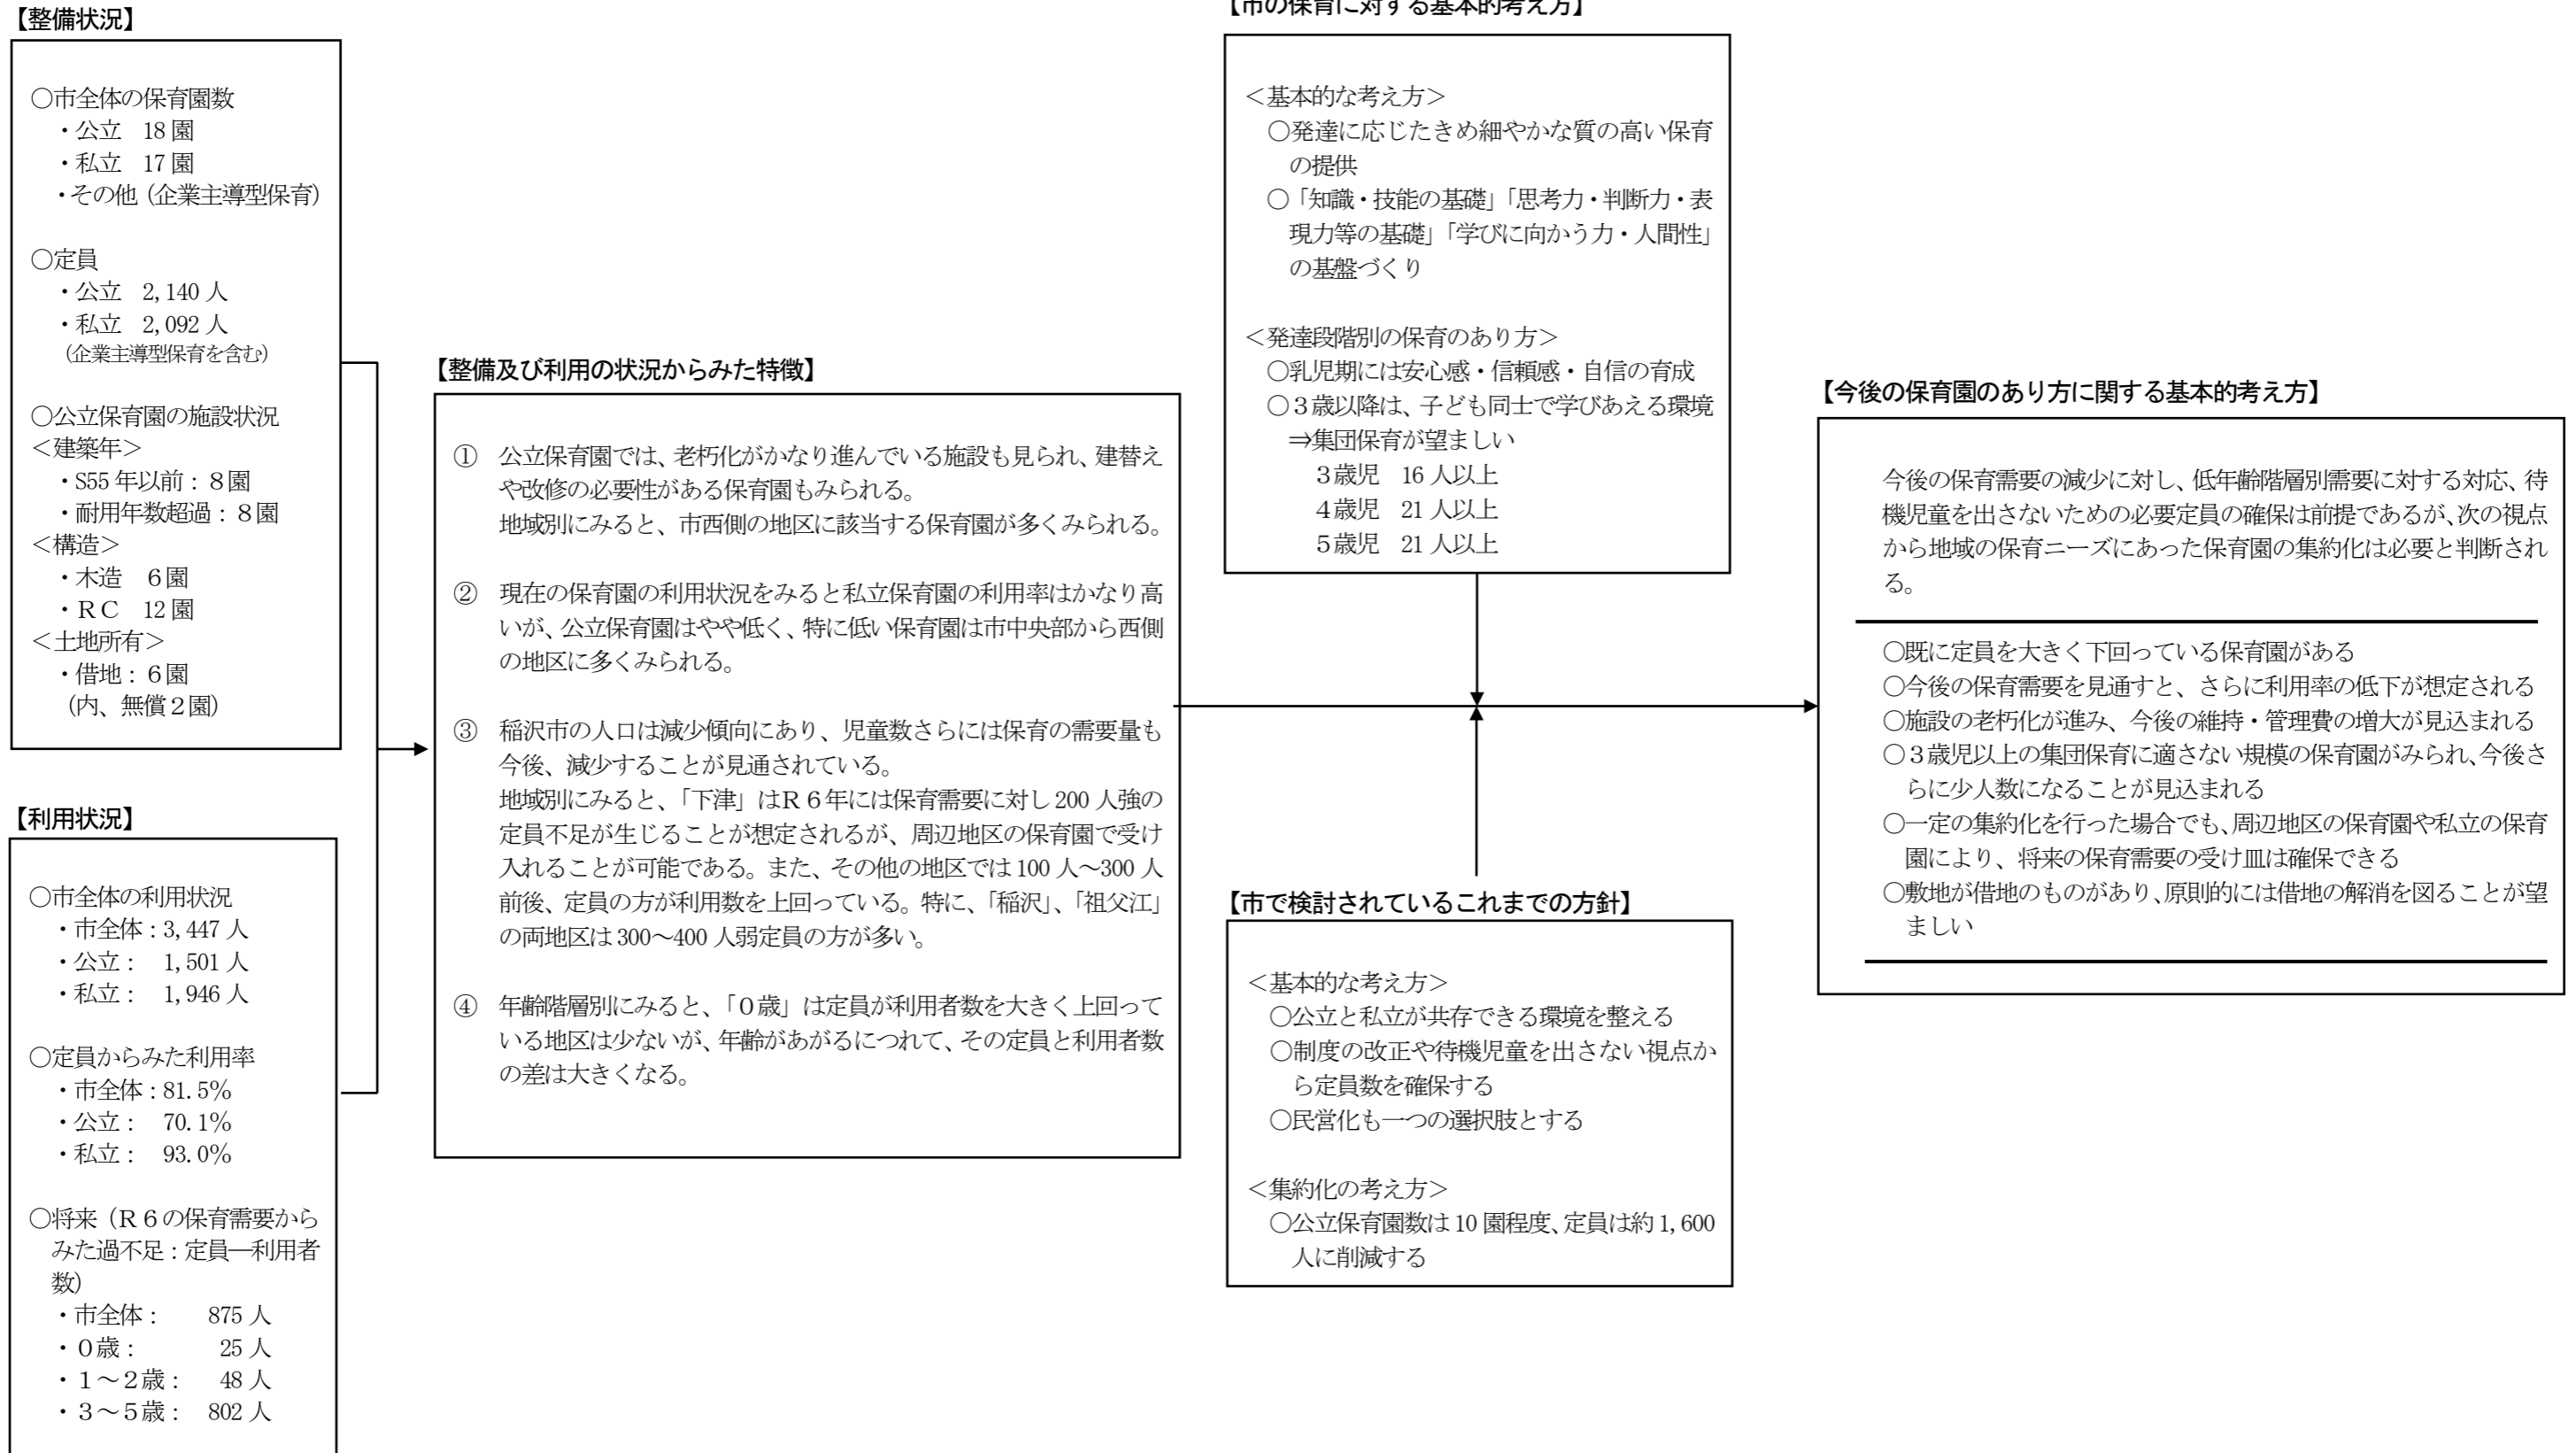 【整備状況】
○市全体の保育園数
・公立　18 園
・私立　17 園
・その他（企業主導型保育）
○定員
・公立　2,140 人
・私立　2,092 人
（企業主導型保育を含む）
○公立保育園の施設状況
＜建築年＞
・S55 年以前：８園
・耐用年数超過：８園
＜構造＞
・木造　６園
・ＲＣ　12 園
＜土地所有＞
・借地：６園
（内、無償２園）
【利用状況】
○市全体の利用状況
・市全体：3,447 人
・公立：　1,501 人
・私立：　1,946 人
○定員からみた利用率
・市全体：81.5％
・公立：　70.1％
・私立：　93.0％
○将来（Ｒ６の保育需要から
みた過不足：定員―利用者
数）
・市全体：　　875 人
・０歳：　　　　25 人
・１～２歳：　　48 人
・３～５歳：　802 人
【整備及び利用の状況からみた特徴】
①　公立保育園では、老朽化がかなり進んでいる施設も見られ、建替え
や改修の必要性がある保育園もみられる。
地域別にみると、市西側の地区に該当する保育園が多くみられる。
②　現在の保育園の利用状況をみると私立保育園の利用率はかなり高
いが、公立保育園はやや低く、特に低い保育園は市中央部から西側
の地区に多くみられる。
③　稲沢市の人口は減少傾向にあり、児童数さらには保育の需要量も
今後、減少することが見通されている。
地域別にみると、「下津」はＲ６年には保育需要に対し 200 人強の
定員不足が生じることが想定されるが、周辺地区の保育園で受け
入れることが可能である。また、その他の地区では 100 人～300 人
前後、定員の方が利用数を上回っている。特に、「稲沢」、「祖父江」
の両地区は 300～400 人弱定員の方が多い。
④　年齢階層別にみると、「０歳」は定員が利用者数を大きく上回って
いる地区は少ないが、年齢があがるにつれて、その定員と利用者数
の差は大きくなる。
【市の保育に対する基本的考え方】
＜基本的な考え方＞
○発達に応じたきめ細やかな質の高い保育
の提供
○「知識・技能の基礎」「思考力・判断力・表
現力等の基礎」「学びに向かう力・人間性」
の基盤づくり
＜発達段階別の保育のあり方＞
○乳児期には安心感・信頼感・自信の育成
○３歳以降は、子ども同士で学びあえる環境
⇒集団保育が望ましい
３歳児　16 人以上
４歳児　21 人以上
５歳児　21 人以上
【市で検討されているこれまでの方針】
＜基本的な考え方＞
○公立と私立が共存できる環境を整える
○制度の改正や待機児童を出さない視点か
ら定員数を確保する
○民営化も一つの選択肢とする
＜集約化の考え方＞
○公立保育園数は 10 園程度、定員は約 1,600
人に削減する
【今後の保育園のあり方に関する基本的考え方】
今後の保育需要の減少に対し、低年齢階層別需要に対する対応、待
機児童を出さないための必要定員の確保は前提であるが、次の視点
から地域の保育ニーズにあった保育園の集約化は必要と判断され
る。
○既に定員を大きく下回っている保育園がある
○今後の保育需要を見通すと、さらに利用率の低下が想定される
○施設の老朽化が進み、今後の維持・管理費の増大が見込まれる
○３歳児以上の集団保育に適さない規模の保育園がみられ、今後さ
らに少人数になることが見込まれる
○一定の集約化を行った場合でも、周辺地区の保育園や私立の保育
園により、将来の保育需要の受け皿は確保できる
○敷地が借地のものがあり、原則的には借地の解消を図ることが望
ましい